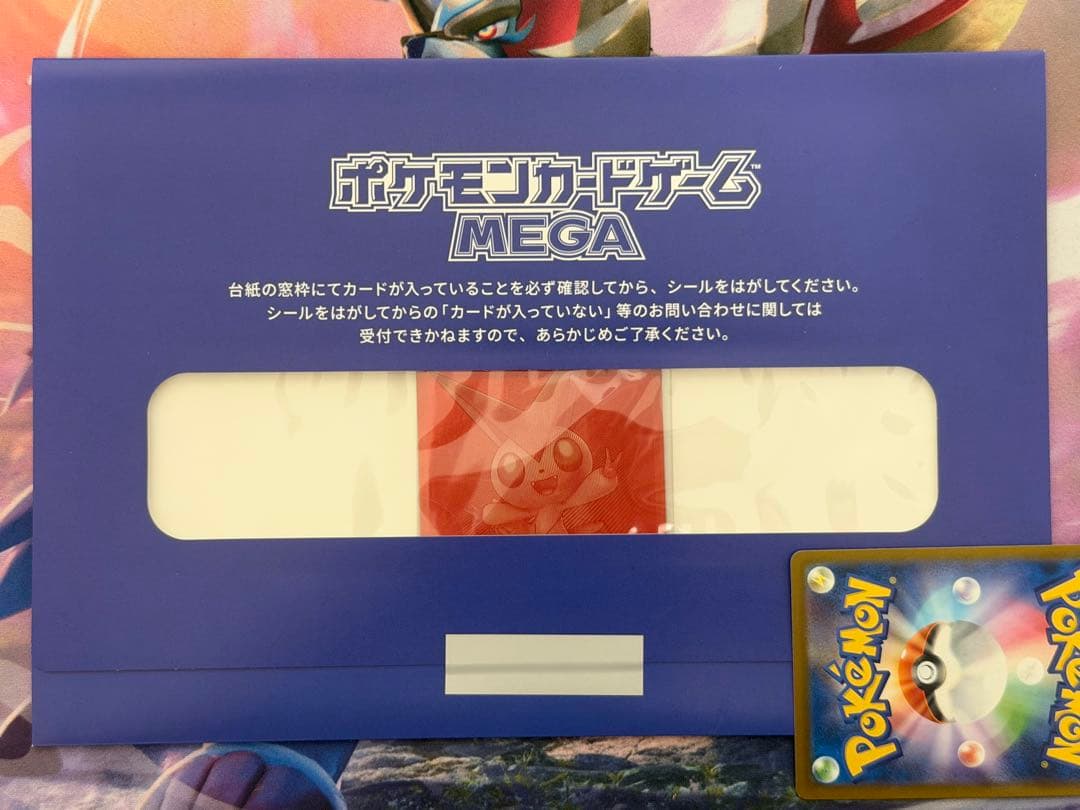 ポケモンカードゲーム™
MEGA
台紙の窓枠にてカードが入っていることを必ず確認してから、シールをはがしてください。
シールをはがしてからの「カードが入っていない」等のお問い合わせに関しては
受付できかねますので、あらかじめご了承ください。
POKéMON
POKéMON